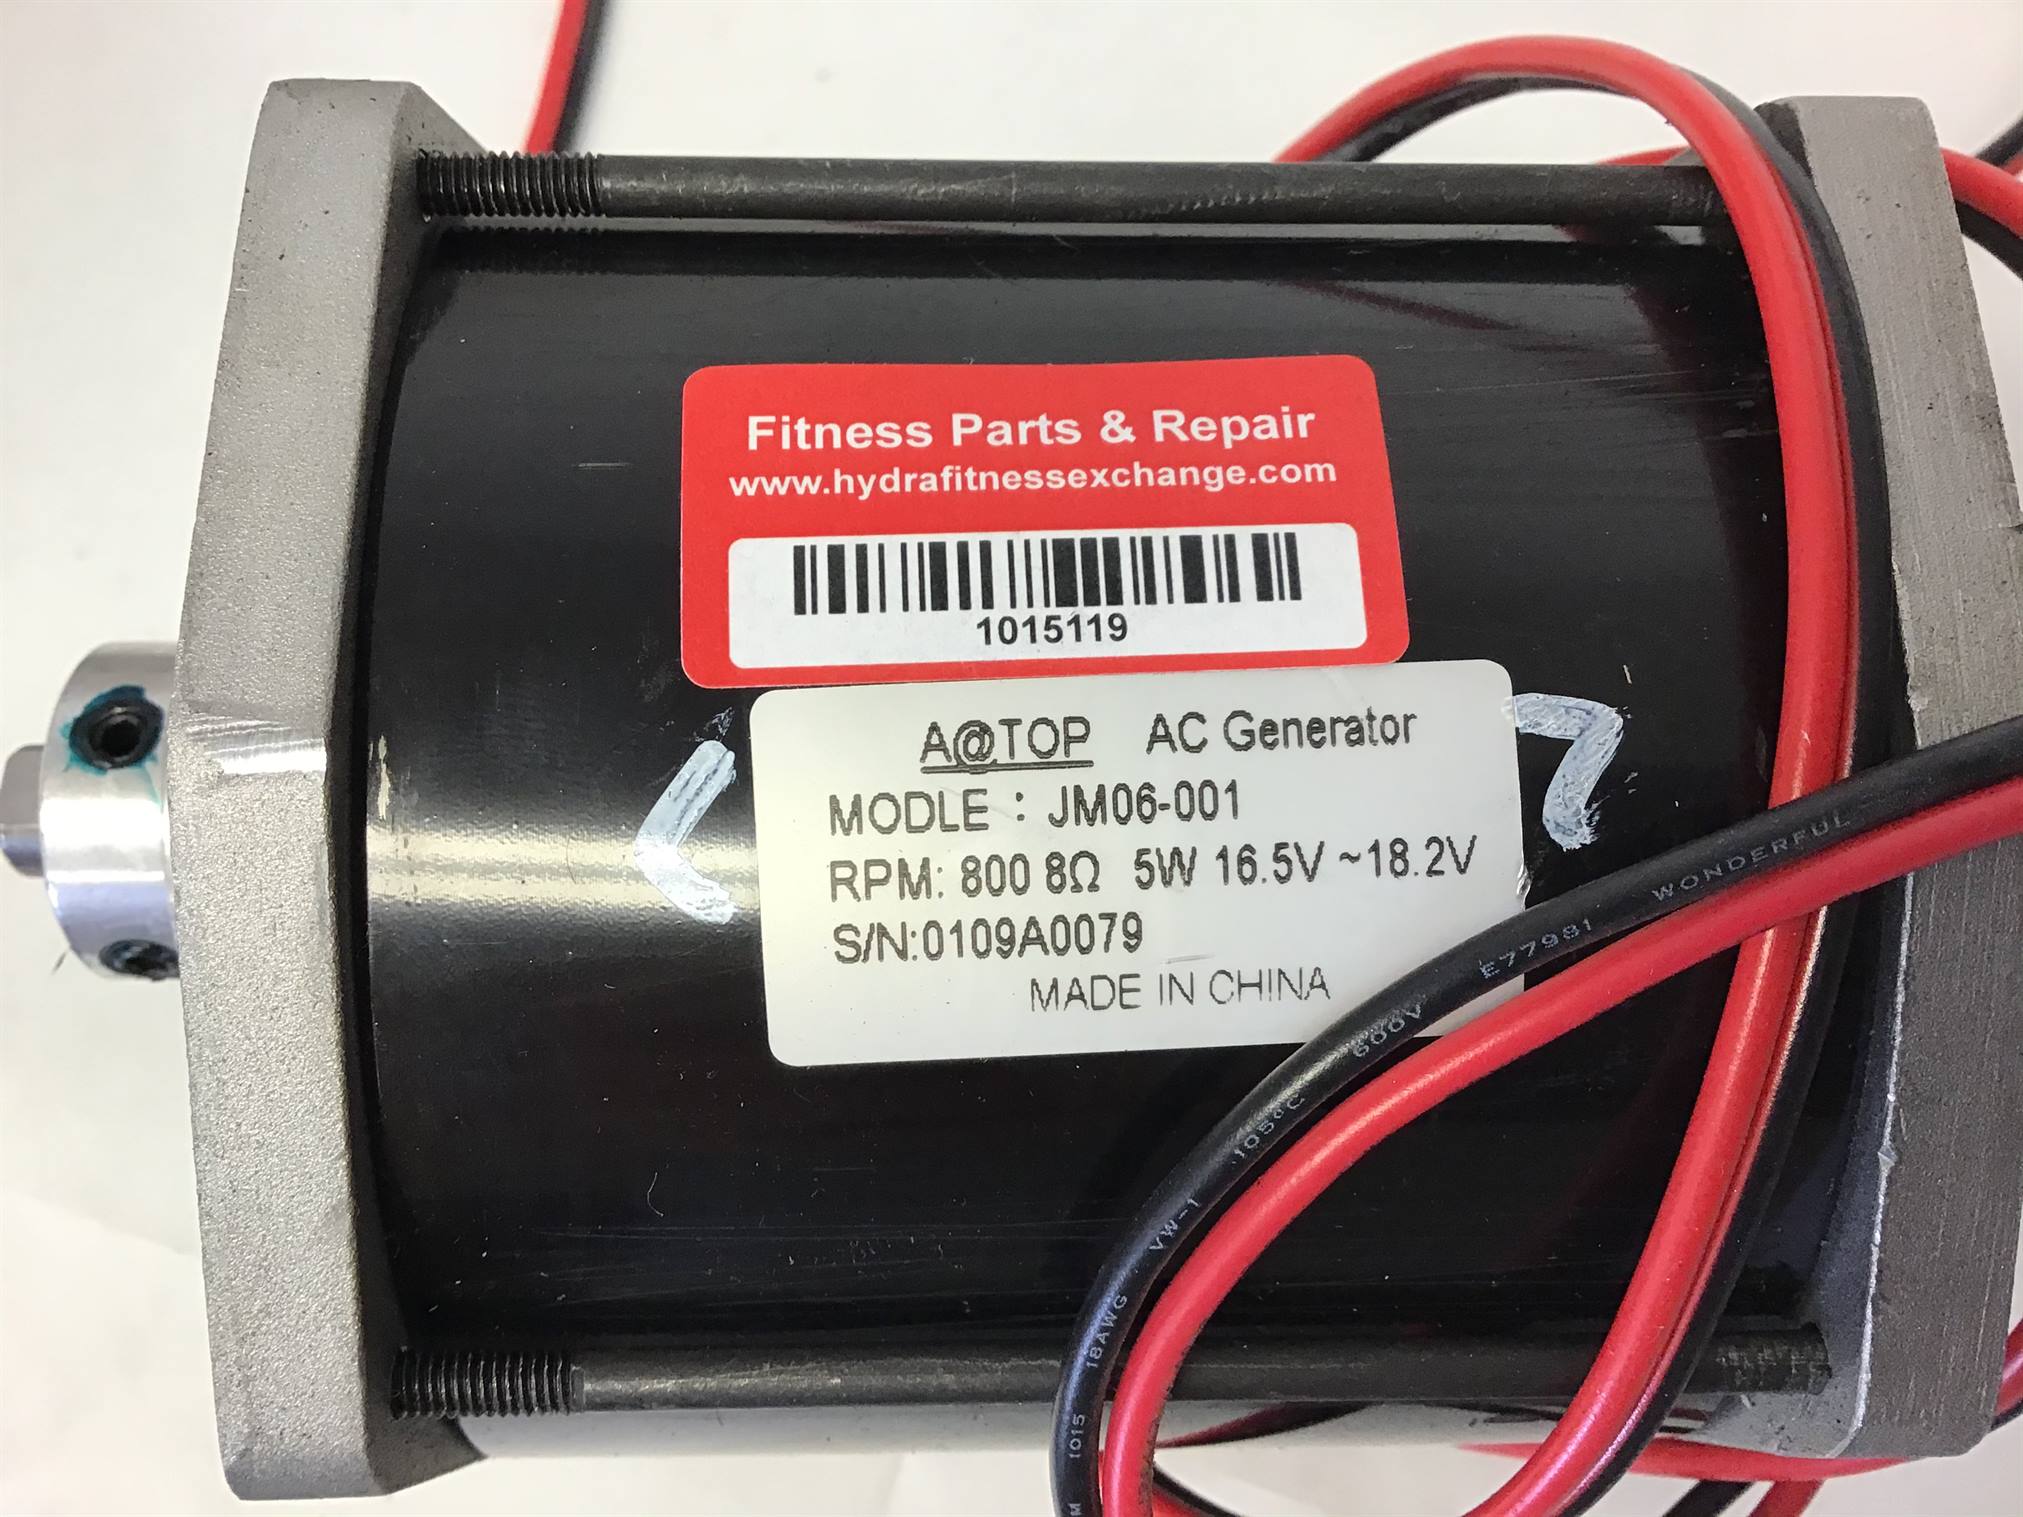 Fitness Parts & Repair
www.hydrafitnessexchange.com
1015119
A@TOP AC Generator
MODLE : JM06-001
RPM: 800 8Ω 5W 16.5V ~18.2V
S/N:0109A0079
MADE IN CHINA
M 1015 18AWG VW-1 105°C 600V E77981 WONDERFUL